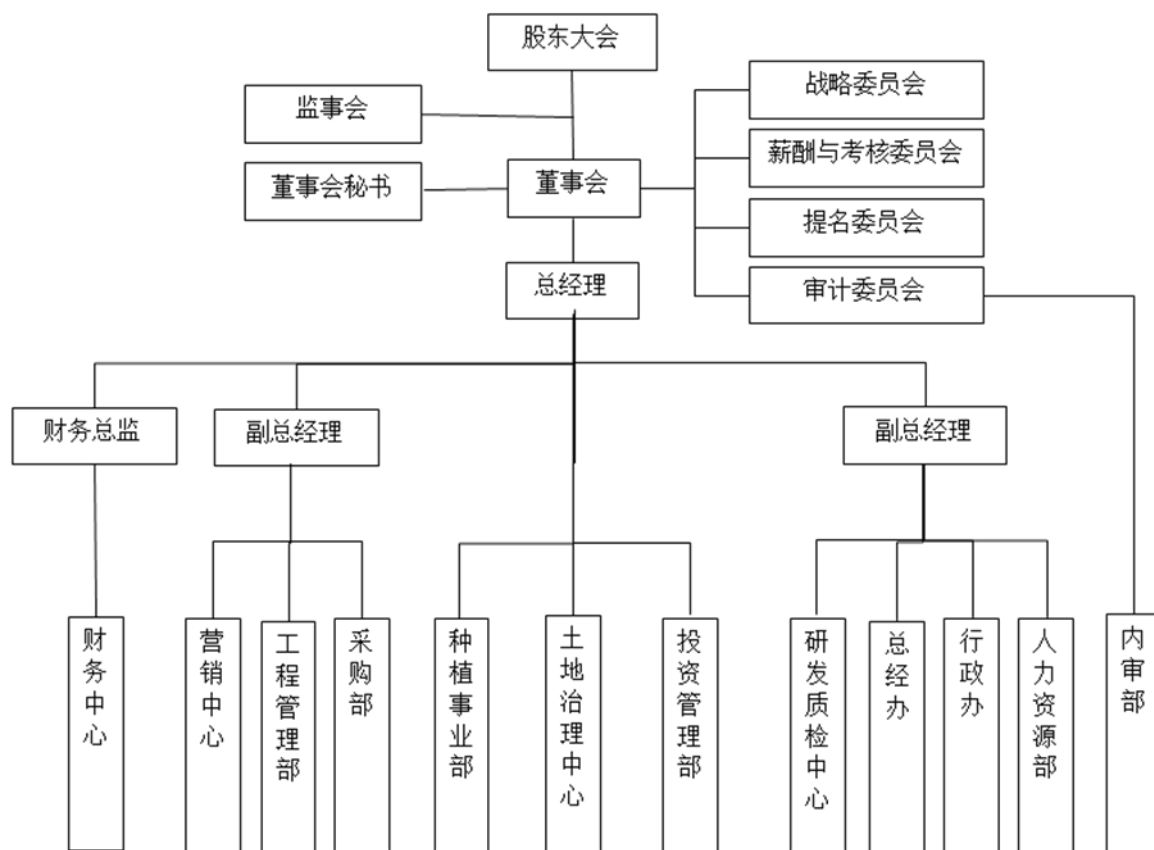 股东大会
监事会
战略委员会
薪酬与考核委员会
董事会秘书
董事会
提名委员会
总经理
审计委员会
财务总监
副总经理
副总经理
财务中心
营销中心
工程管理部
采购部
种植事业部
土地治理中心
投资管理部
研发质检中心
总经办
行政办
人力资源部
内审部